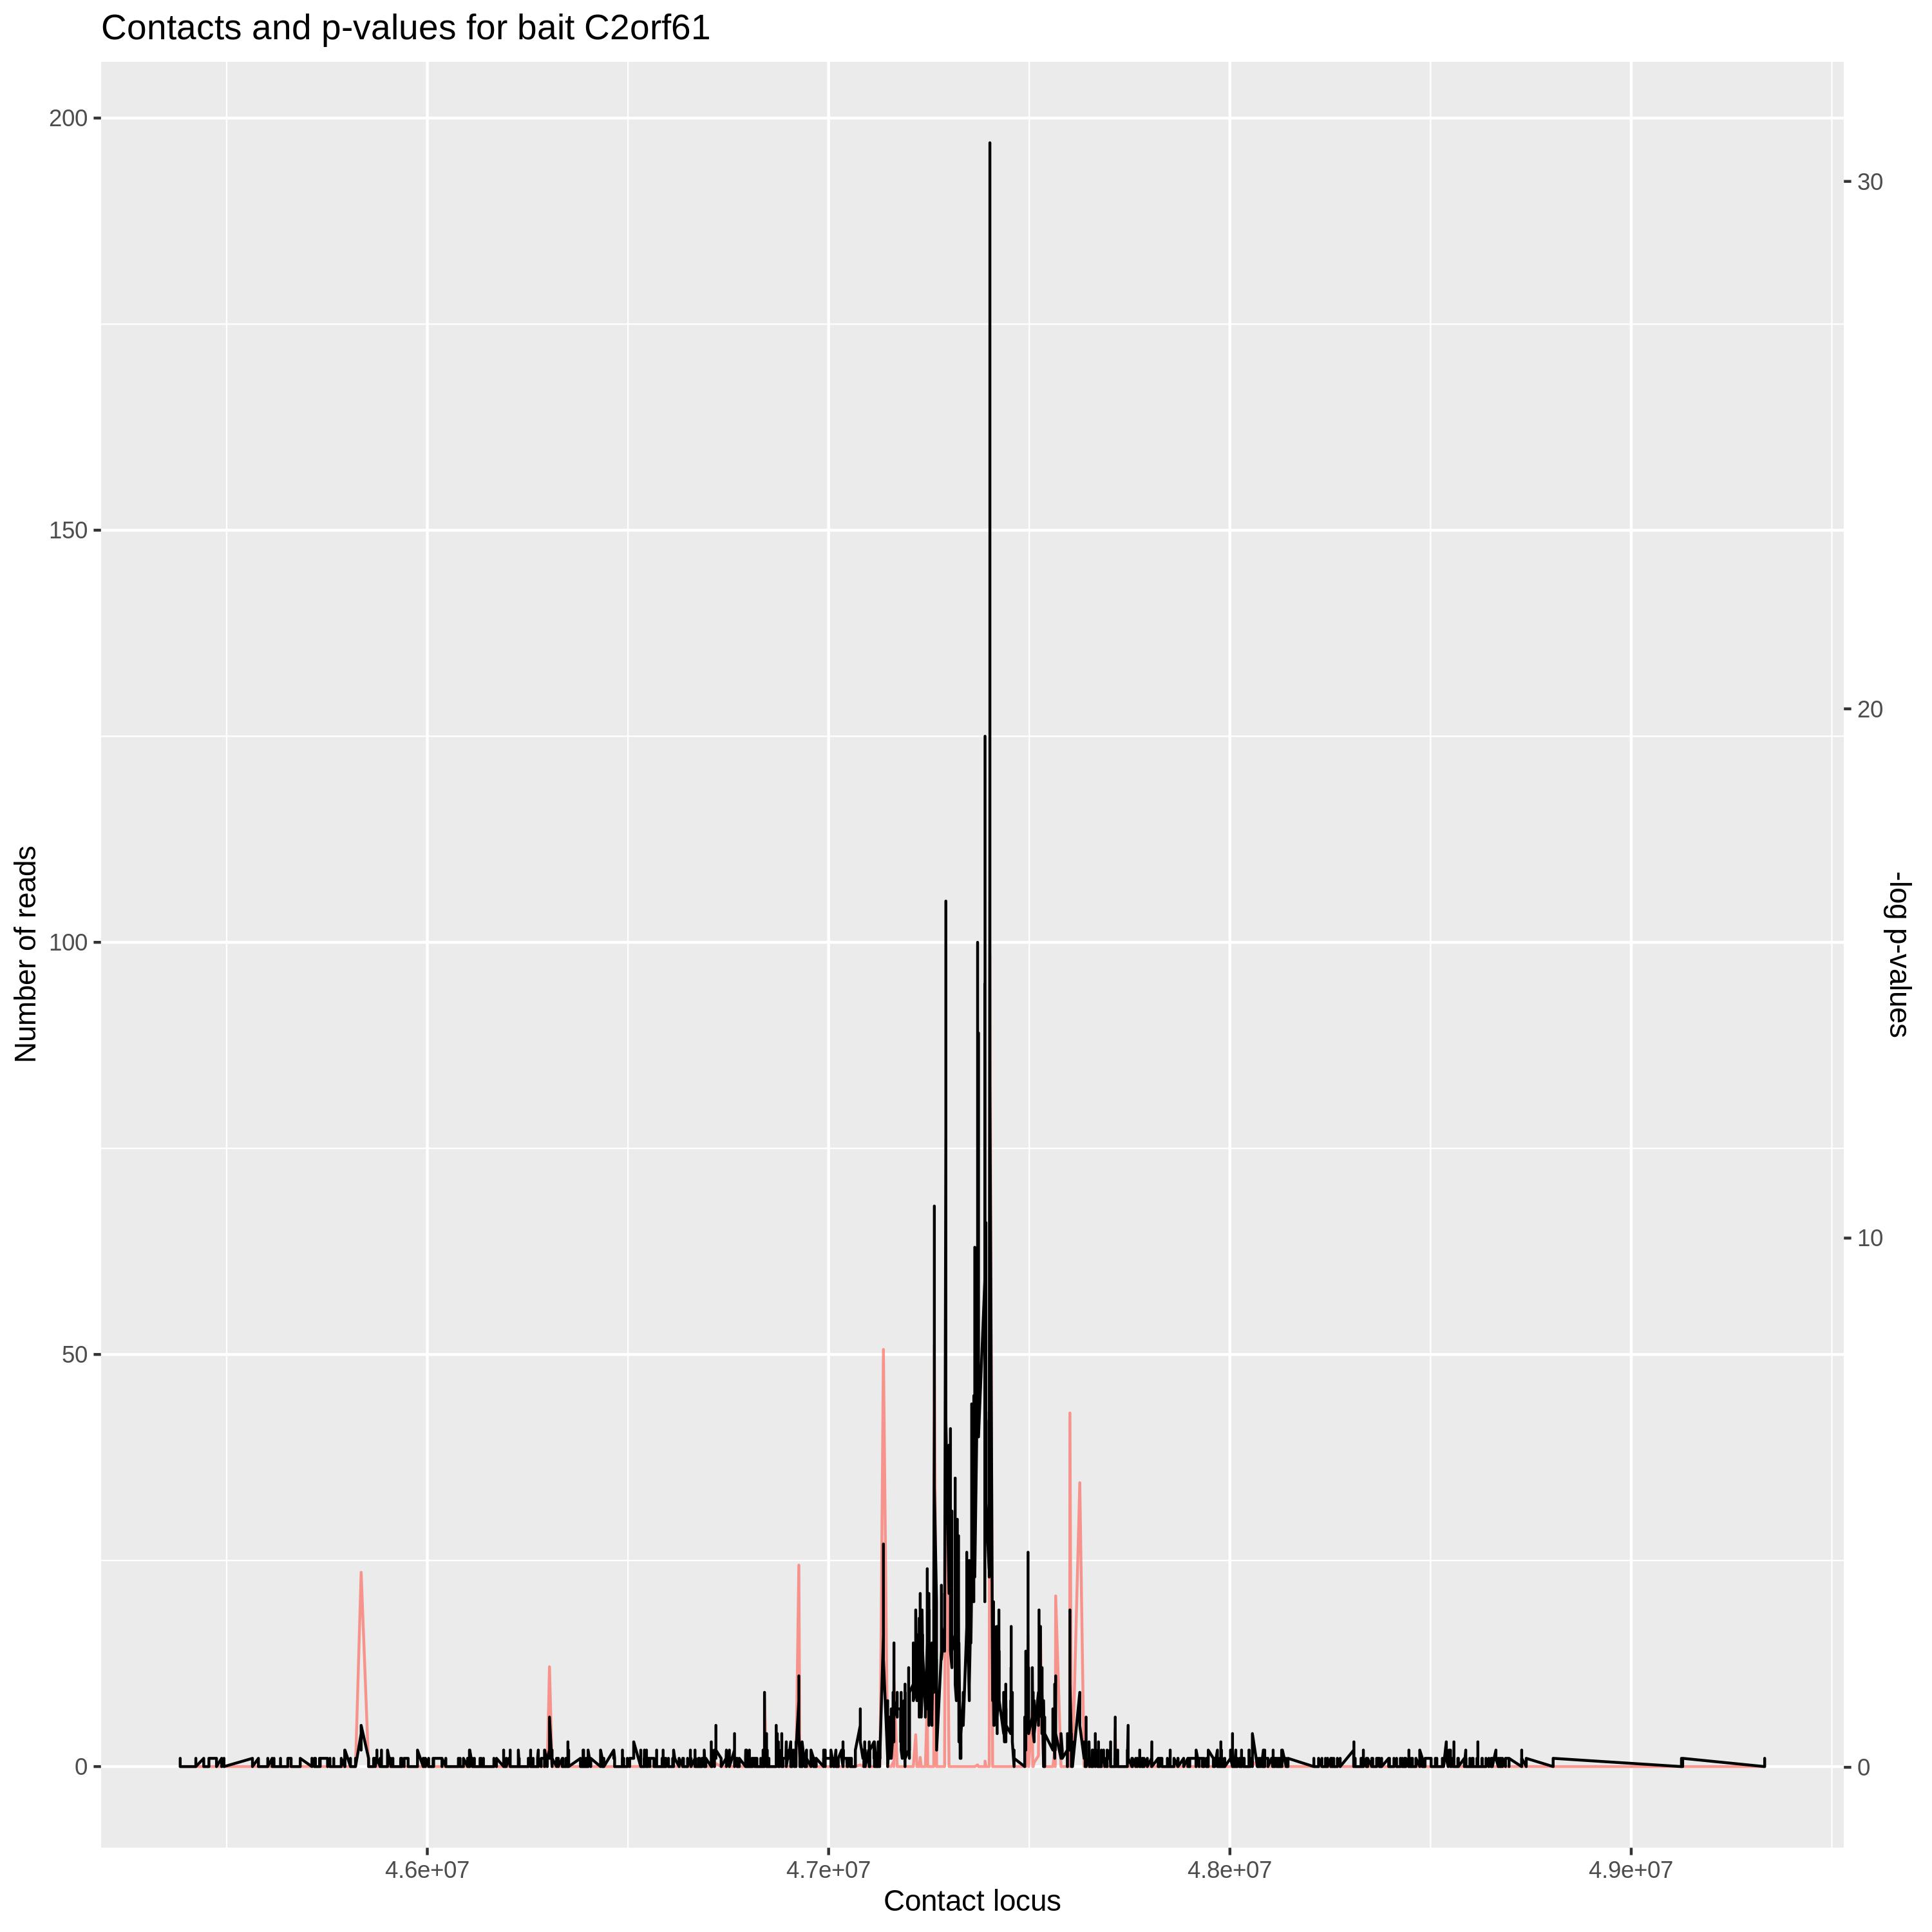 Contacts and p-values for bait C2orf61
200
150
100
50
0
Number of reads
30
20
10
0
-log p-values
4.6e+07
4.7e+07
4.8e+07
4.9e+07
Contact locus